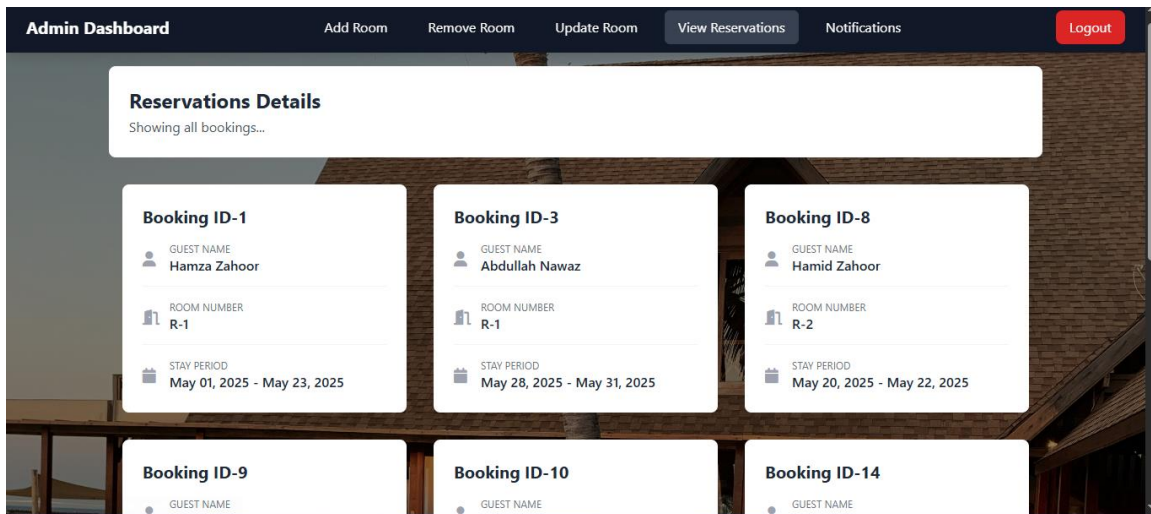 Admin Dashboard Add Room Remove Room Update Room View Reservations Notifications Logout
Reservations Details
Showing all bookings...
Booking ID-1
GUEST NAME
Hamza Zahoor
ROOM NUMBER
R-1
STAY PERIOD
May 01, 2025 - May 23, 2025
Booking ID-3
GUEST NAME
Abdullah Nawaz
ROOM NUMBER
R-1
STAY PERIOD
May 28, 2025 - May 31, 2025
Booking ID-8
GUEST NAME
Hamid Zahoor
ROOM NUMBER
R-2
STAY PERIOD
May 20, 2025 - May 22, 2025
Booking ID-9
GUEST NAME
Booking ID-10
GUEST NAME
Booking ID-14
GUEST NAME